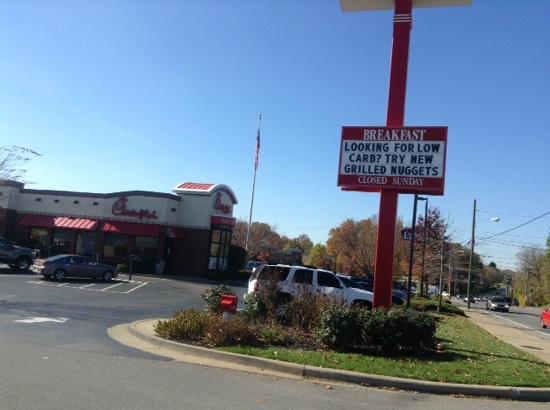 BREAKFAST
LOOKING FOR LOW
CARB? TRY NEW
GRILLED NUGGETS
CLOSED SUNDAY
Chick-fil-A